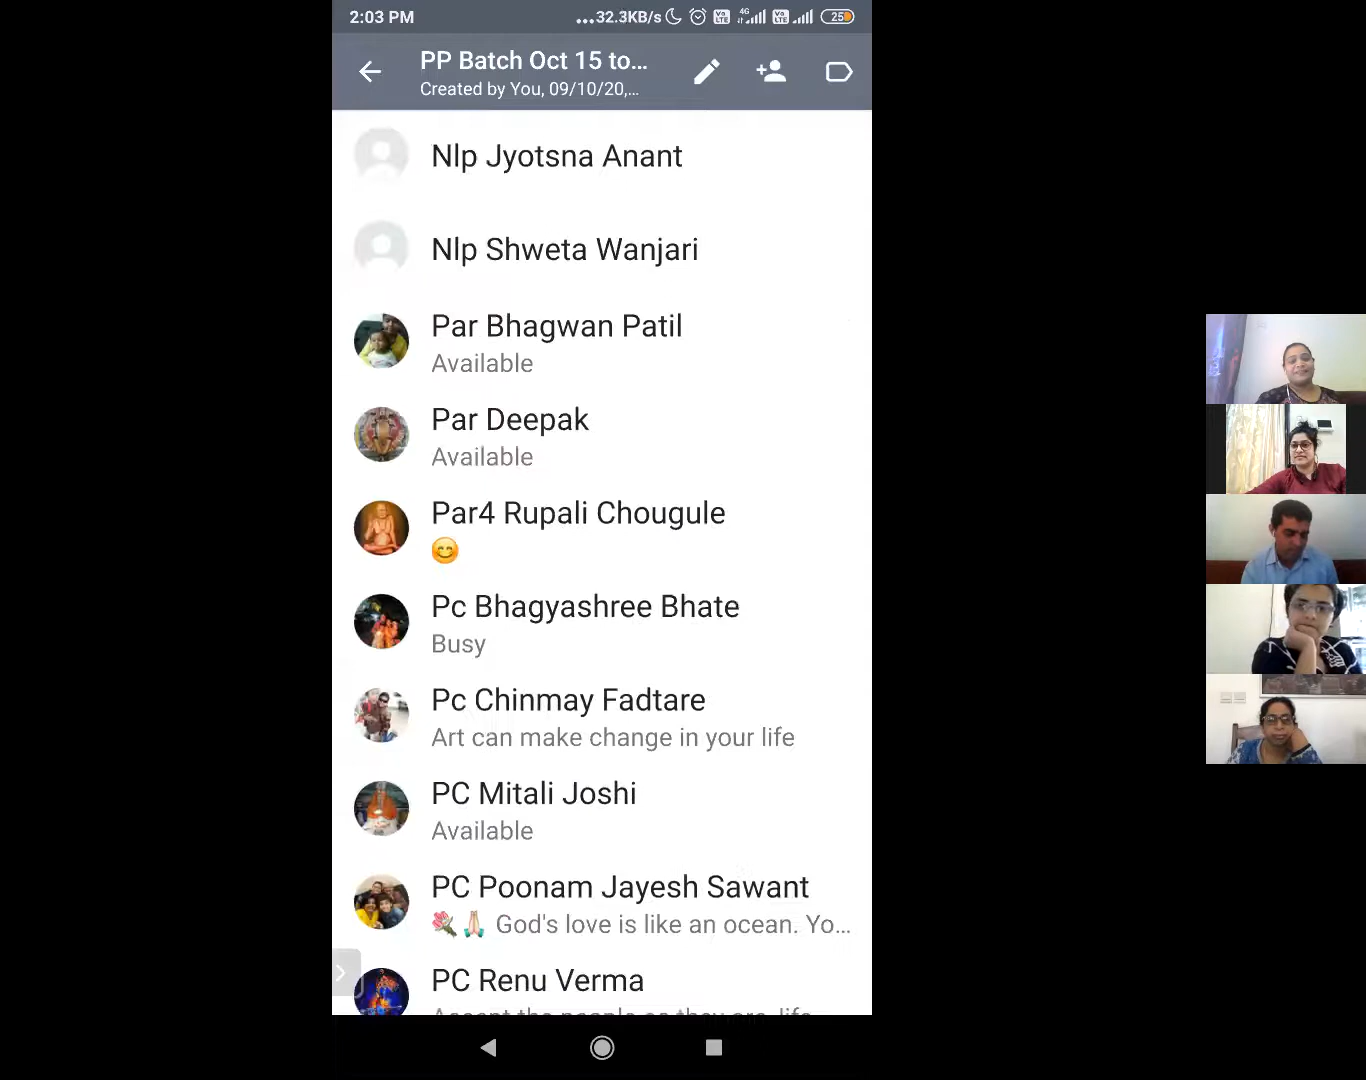 2:03 PM
...32.3KB/s
4G
25
PP Batch Oct 15 to...
Created by You, 09/10/20,...
Nlp Jyotsna Anant
Nlp Shweta Wanjari
Par Bhagwan Patil
Available
Par Deepak
Available
Par4 Rupali Chougule
😊
Pc Bhagyashree Bhate
Busy
Pc Chinmay Fadtare
Art can make change in your life
PC Mitali Joshi
Available
PC Poonam Jayesh Sawant
God's love is like an ocean. Yo...
PC Renu Verma